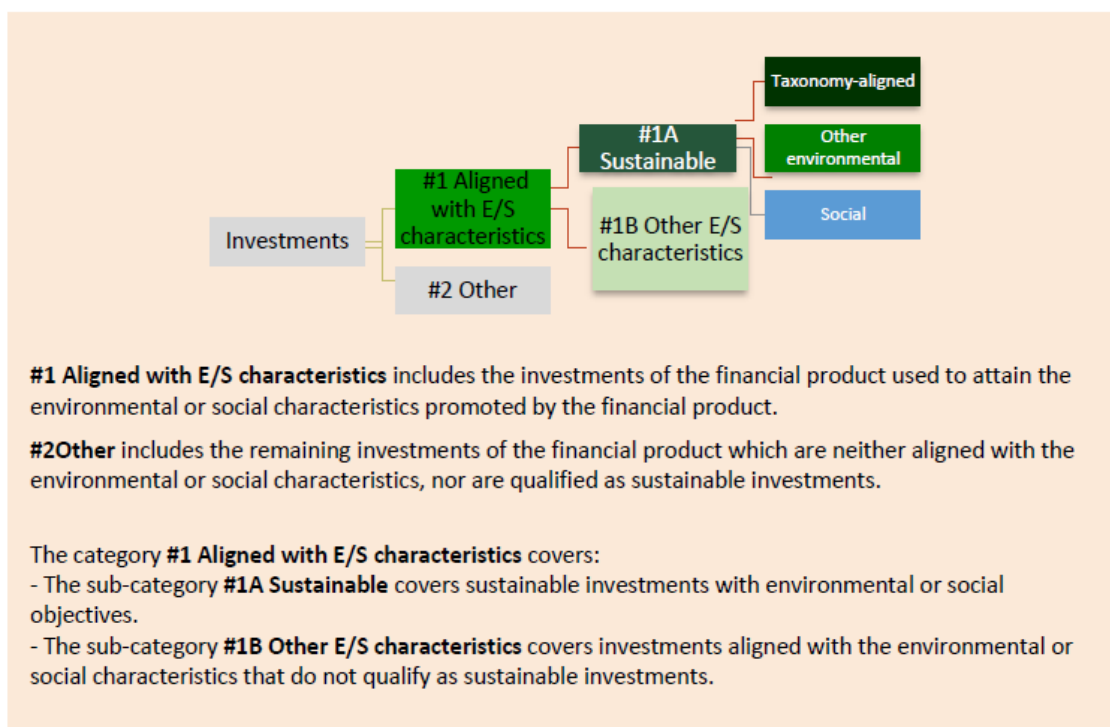 Taxonomy-aligned
#1A
Sustainable
Other
environmental
#1 Aligned
with E/S
characteristics
#1B Other E/S
characteristics
Social
Investments
#2 Other
#1 Aligned with E/S characteristics includes the investments of the financial product used to attain the
environmental or social characteristics promoted by the financial product.
#2Other includes the remaining investments of the financial product which are neither aligned with the
environmental or social characteristics, nor are qualified as sustainable investments.
The category #1 Aligned with E/S characteristics covers:
- The sub-category #1A Sustainable covers sustainable investments with environmental or social
objectives.
- The sub-category #1B Other E/S characteristics covers investments aligned with the environmental or
social characteristics that do not qualify as sustainable investments.